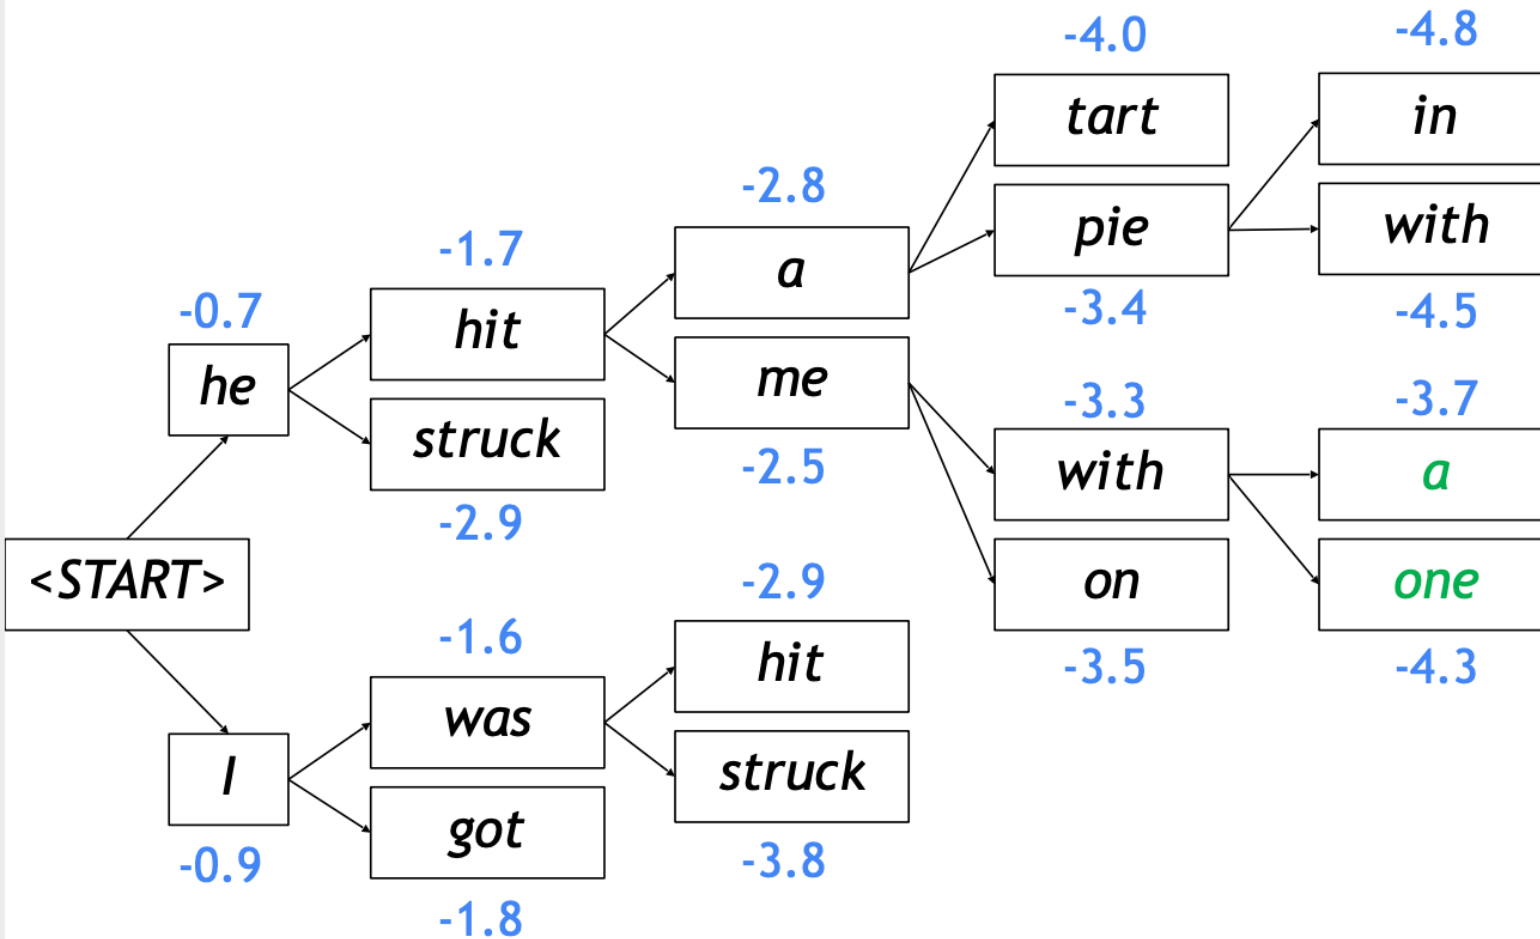 -4.0
-4.8
tart
in
-2.8
pie
with
-1.7
a
-3.4
-4.5
-0.7
hit
he
me
-3.3
-3.7
struck
-2.5
with
a
-2.9
<START>
-2.9
on
one
-1.6
hit
-3.5
-4.3
was
I
struck
-0.9
got
-3.8
-1.8